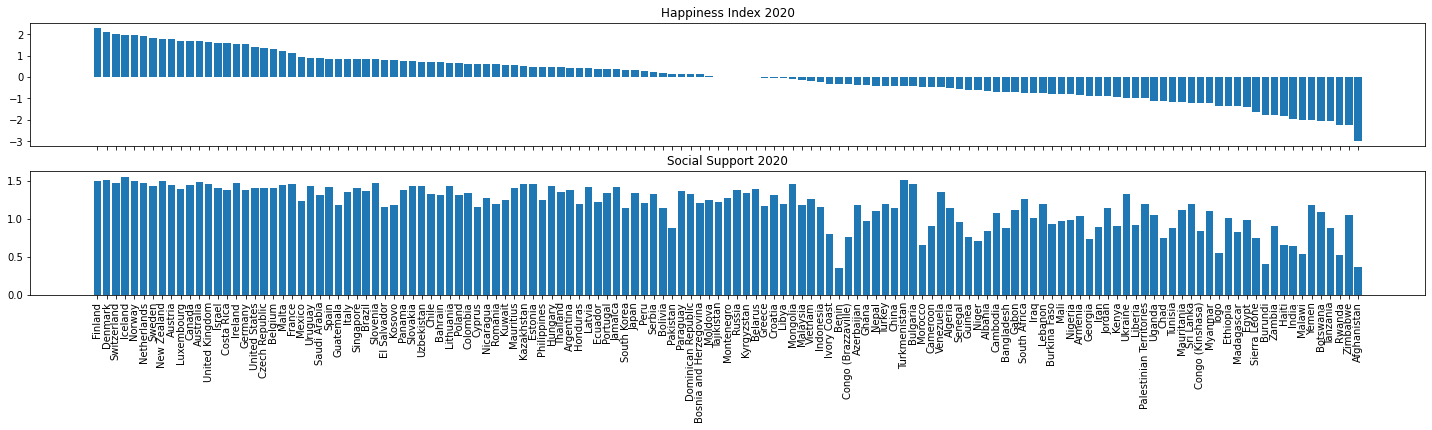 Happiness Index 2020
2
1
0
−1
−2
−3
Social Support 2020
1.5
1.0
0.5
0.0
Finland
Denmark
Switzerland
Iceland
Norway
Netherlands
Sweden
New Zealand
Austria
Luxembourg
Canada
Australia
United Kingdom
Israel
Costa Rica
Ireland
Germany
United States
Czech Republic
Belgium
Malta
France
Mexico
Uruguay
Saudi Arabia
Spain
Guatemala
Italy
Singapore
Brazil
Slovenia
El Salvador
Kosovo
Panama
Slovakia
Uzbekistan
Chile
Bahrain
Lithuania
Poland
Colombia
Cyprus
Nicaragua
Romania
Kuwait
Mauritius
Kazakhstan
Estonia
Philippines
Hungary
Thailand
Argentina
Honduras
Latvia
Ecuador
Portugal
Jamaica
South Korea
Japan
Peru
Serbia
Bolivia
Pakistan
Paraguay
Dominican Republic
Bosnia and Herzegovina
Moldova
Tajikistan
Montenegro
Russia
Kyrgyzstan
Belarus
Greece
Croatia
Libya
Mongolia
Malaysia
Vietnam
Indonesia
Ivory Coast
Benin
Congo (Brazzaville)
Azerbaijan
Ghana
Nepal
Turkey
China
Turkmenistan
Bulgaria
Morocco
Cameroon
Venezuela
Algeria
Senegal
Guinea
Niger
Albania
Cambodia
Bangladesh
Gabon
South Africa
Iraq
Lebanon
Burkina Faso
Mali
Nigeria
Armenia
Georgia
Iran
Jordan
Kenya
Ukraine
Liberia
Palestinian Territories
Uganda
Chad
Tunisia
Mauritania
Sri Lanka
Congo (Kinshasa)
Myanmar
Togo
Ethiopia
Madagascar
Egypt
Sierra Leone
Burundi
Zambia
Haiti
India
Malawi
Yemen
Botswana
Tanzania
Rwanda
Zimbabwe
Afghanistan